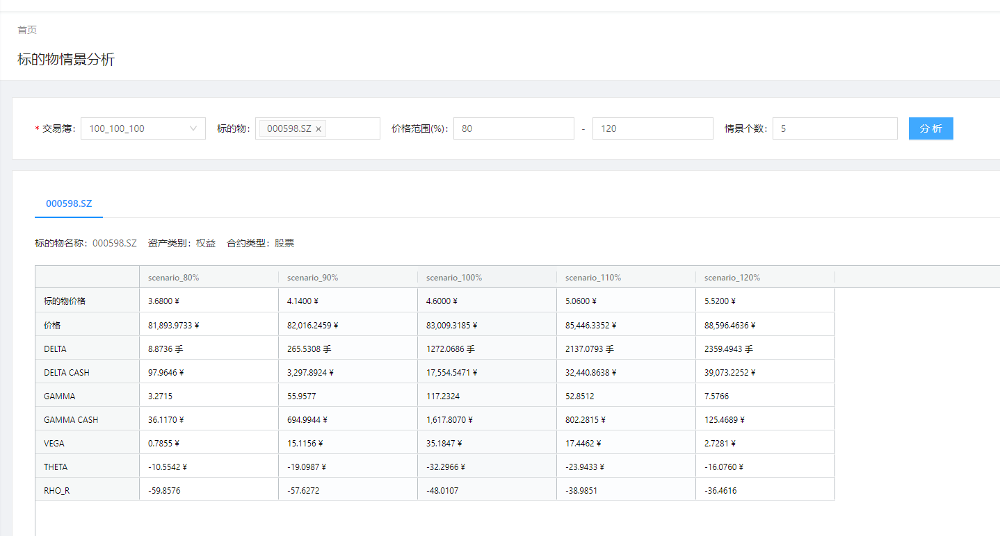 首页
标的物情景分析
* 交易簿: 100_100_100 标的物: 000598.SZ × 价格范围(%): 80 - 120 情景个数: 5 分 析
000598.SZ
标的物名称: 000598.SZ 资产类别: 权益 合约类型: 股票
scenario_80% scenario_90% scenario_100% scenario_110% scenario_120%
标的物价格 3.6800 ¥ 4.1400 ¥ 4.6000 ¥ 5.0600 ¥ 5.5200 ¥
价格 81,893.9733 ¥ 82,016.2459 ¥ 83,009.3185 ¥ 85,446.3352 ¥ 88,596.4636 ¥
DELTA 8.8736 手 265.5308 手 1272.0686 手 2137.0793 手 2359.4943 手
DELTA CASH 97.9646 ¥ 3,297.8924 ¥ 17,554.5471 ¥ 32,440.8638 ¥ 39,073.2252 ¥
GAMMA 3.2715 55.9577 117.2324 52.8512 7.5766
GAMMA CASH 36.1170 ¥ 694.9944 ¥ 1,617.8070 ¥ 802.2815 ¥ 125.4689 ¥
VEGA 0.7855 ¥ 15.1156 ¥ 35.1847 ¥ 17.4462 ¥ 2.7281 ¥
THETA -10.5542 ¥ -19.0987 ¥ -32.2966 ¥ -23.9433 ¥ -16.0760 ¥
RHO_R -59.8576 -57.6272 -48.0107 -38.9851 -36.4616